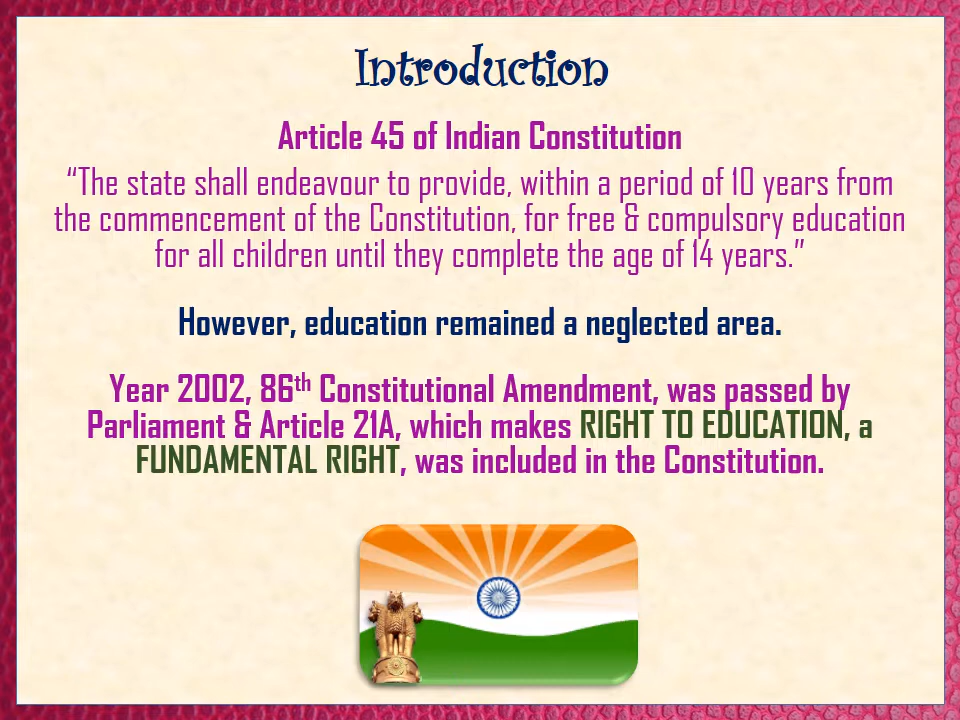 Introduction
Article 45 of Indian Constitution
“The state shall endeavour to provide, within a period of 10 years from
the commencement of the Constitution, for free & compulsory education
for all children until they complete the age of 14 years.”
However, education remained a neglected area.
Year 2002, 86th Constitutional Amendment, was passed by
Parliament & Article 21A, which makes RIGHT TO EDUCATION, a
FUNDAMENTAL RIGHT, was included in the Constitution.